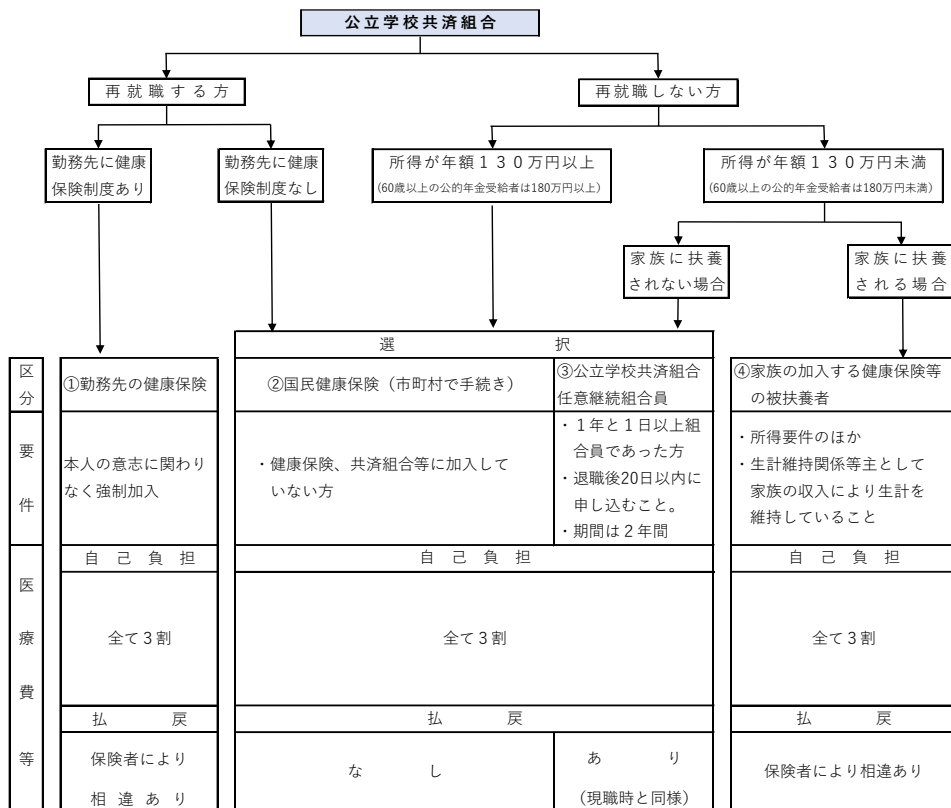 公立学校共済組合
再就職する方
再就職しない方
勤務先に健康
保険制度あり
勤務先に健康
保険制度なし
所得が年額１３０万円以上
(60歳以上の公的年金受給者は180万円以上)
所得が年額１３０万円未満
(60歳以上の公的年金受給者は180万円未満)
家族に扶養
されない場合
家族に扶養
される場合
選択
区分
①勤務先の健康保険
②国民健康保険（市町村で手続き）
③公立学校共済組合
任意継続組合員
④家族の加入する健康保険等
の被扶養者
要件
本人の意志に関わり
なく強制加入
・健康保険、共済組合等に加入して
いない方
・１年と１日以上組
合員であった方
・退職後20日以内に
申し込むこと。
・期間は２年間
・所得要件のほか
・生計維持関係等主として
家族の収入により生計を
維持していること
医療費等
自己負担
自己負担
自己負担
全て３割
全て３割
全て３割
払戻
払戻
払戻
保険者により
相違あり
なし
あり
（現職時と同様）
保険者により相違あり